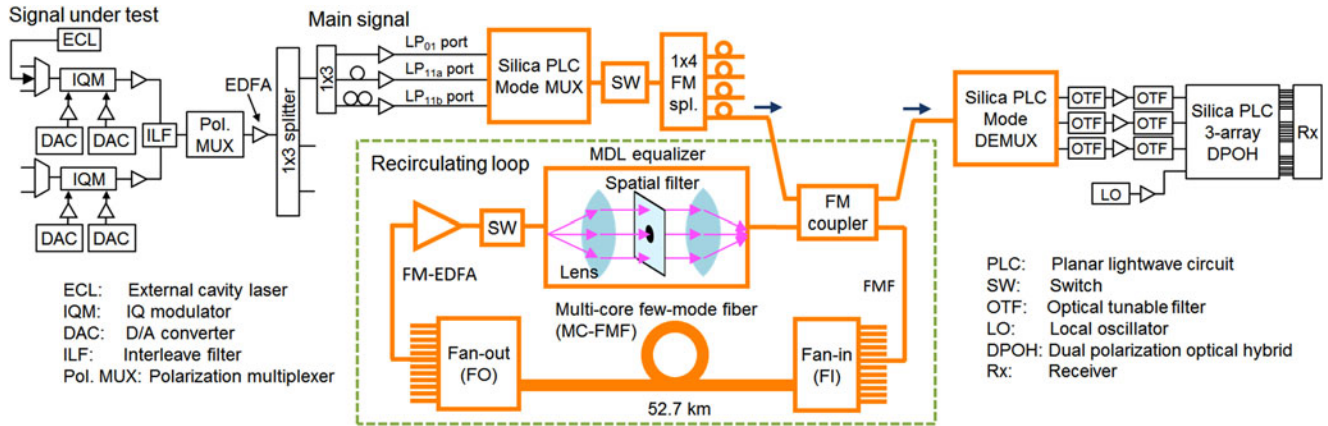 Signal under test
ECL
IQM
DAC
DAC
IQM
DAC
DAC
ILF
Pol.
MUX
EDFA
1x3 splitter
Main signal
1x3
LP01 port
LP11a port
LP11b port
Silica PLC
Mode MUX
SW
1x4
FM
spl.
Recirculating loop
MDL equalizer
Spatial filter
Lens
FM-EDFA
SW
FM
coupler
FMF
Multi-core few-mode fiber
(MC-FMF)
Fan-out
(FO)
Fan-in
(FI)
52.7 km
Silica PLC
Mode
DEMUX
OTF
OTF
OTF
OTF
OTF
OTF
LO
Silica PLC
3-array
DPOH
Rx
ECL: External cavity laser
IQM: IQ modulator
DAC: D/A converter
ILF: Interleave filter
Pol. MUX: Polarization multiplexer
PLC: Planar lightwave circuit
SW: Switch
OTF: Optical tunable filter
LO: Local oscillator
DPOH: Dual polarization optical hybrid
Rx: Receiver